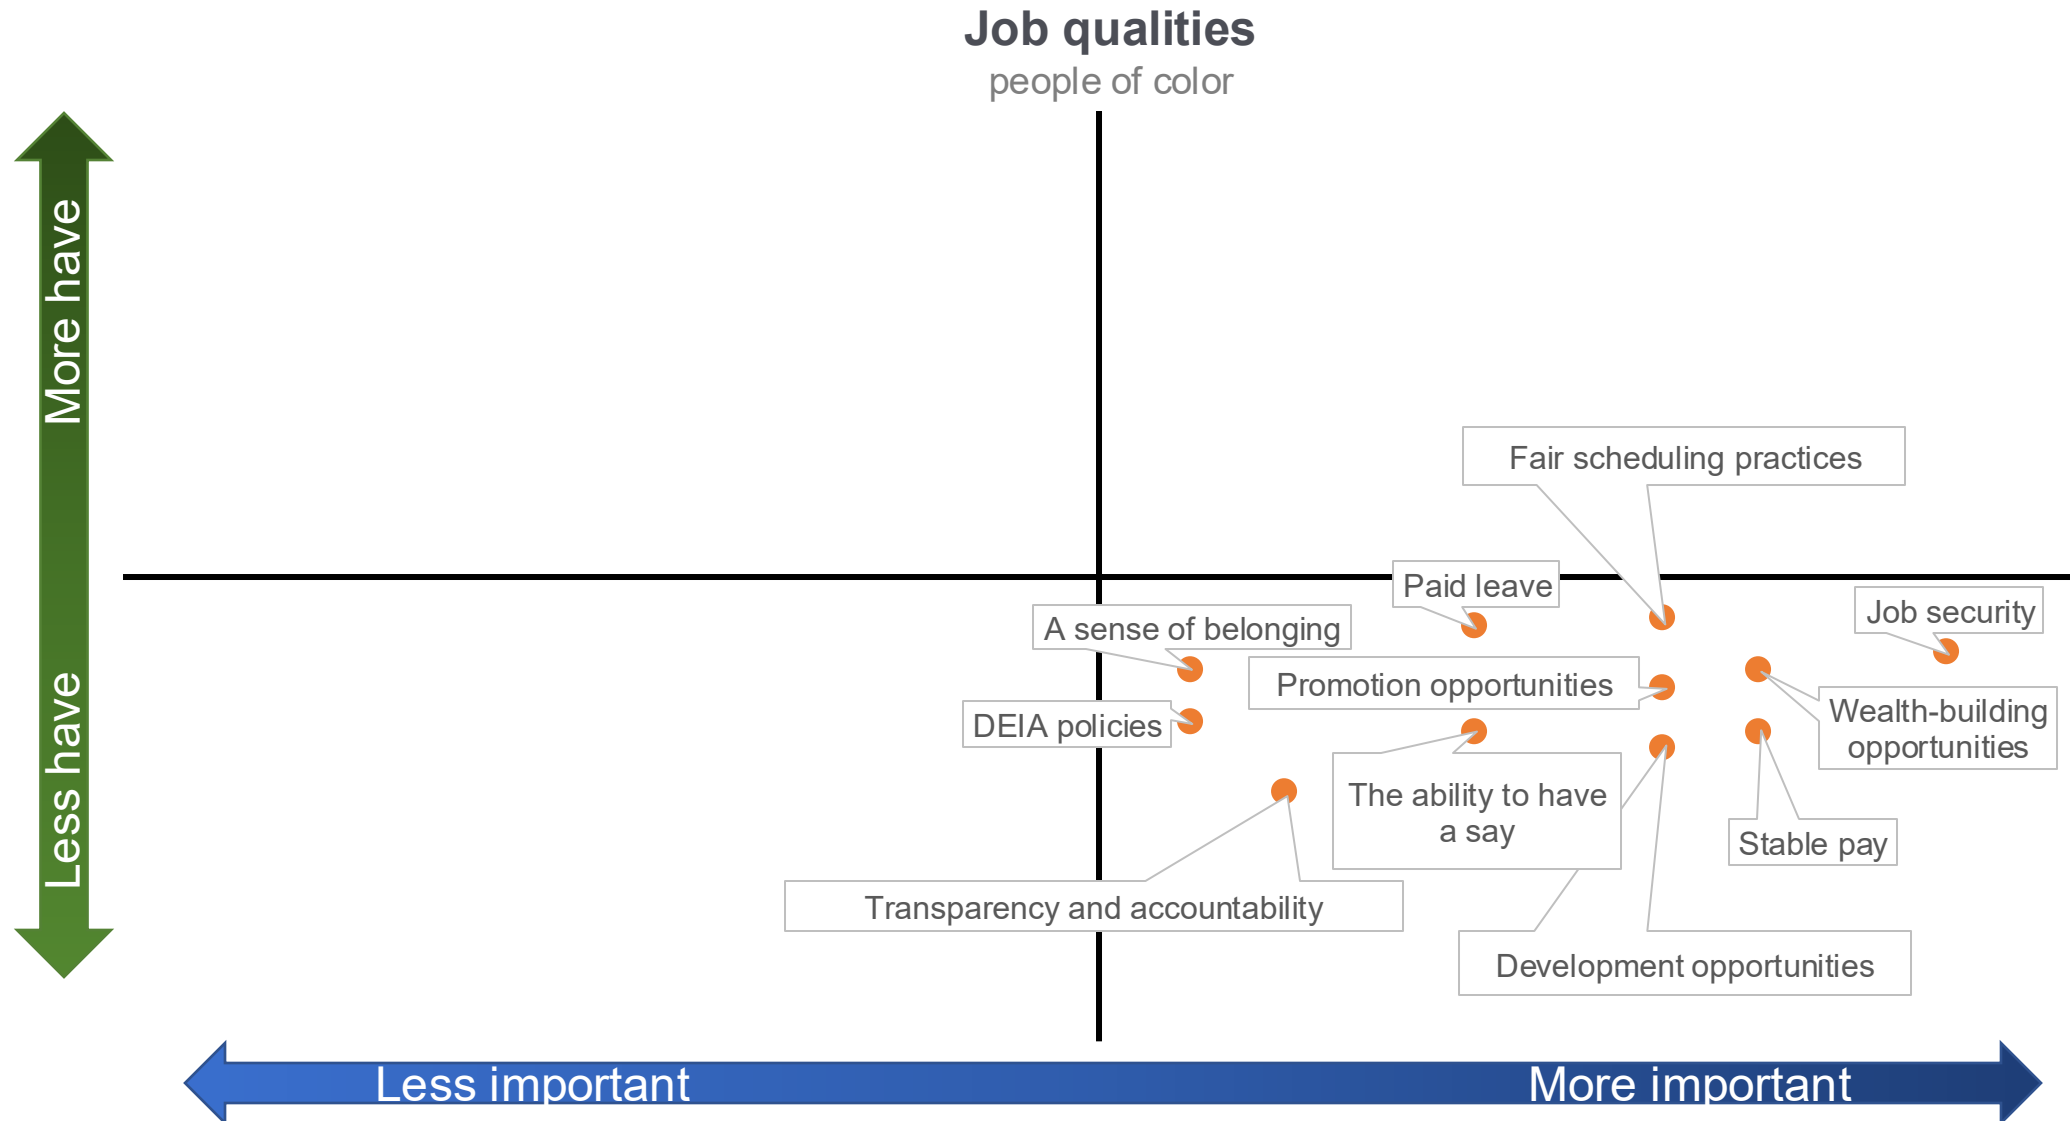 Job qualities
people of color
More have
Less have
Fair scheduling practices
Paid leave
Job security
A sense of belonging
Promotion opportunities
DEIA policies
Wealth-building
opportunities
The ability to have
a say
Stable pay
Transparency and accountability
Development opportunities
Less important
More important